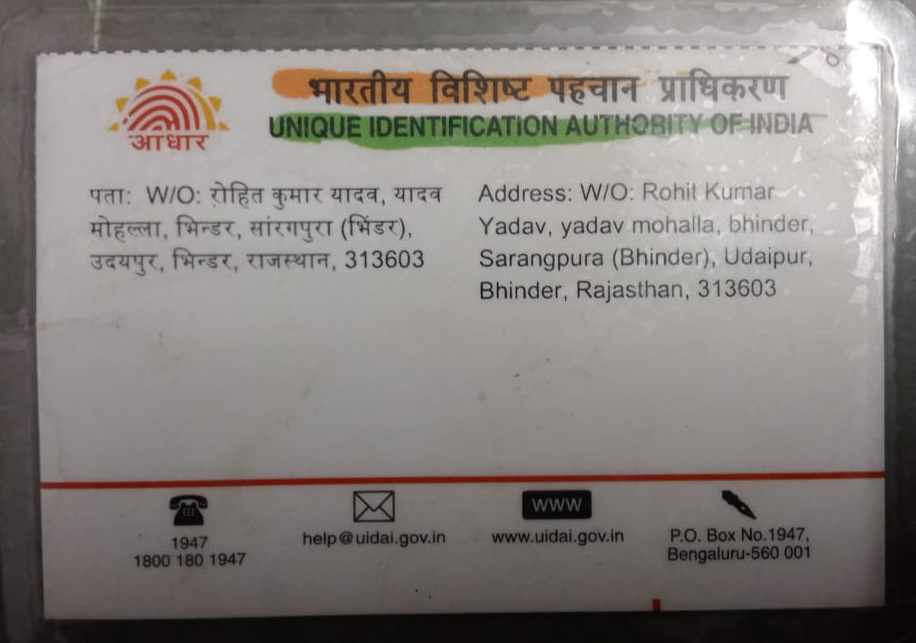 भारतीय विशिष्ट पहचान प्राधिकरण
UNIQUE IDENTIFICATION AUTHORITY OF INDIA
आधार
पता: W/O: रोहित कुमार यादव, यादव
मोहल्ला, भिन्डर, सांरगपुरा (भिंडर),
उदयपुर, भिन्डर, राजस्थान, 313603
Address: W/O: Rohit Kumar
Yadav, yadav mohalla, bhinder,
Sarangpura (Bhinder), Udaipur,
Bhinder, Rajasthan, 313603
1947
1800 180 1947
help@uidai.gov.in
www
www.uidai.gov.in
P.O. Box No.1947,
Bengaluru-560 001